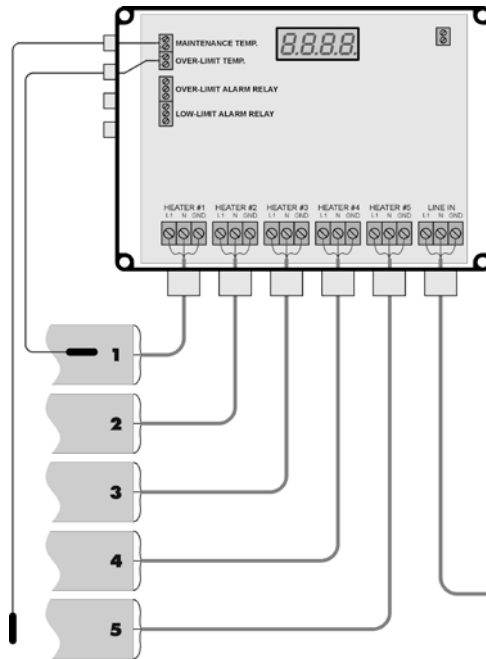 MAINTENANCE TEMP.
8.8.8.8.
OVER-LIMIT TEMP.
OVER-LIMIT ALARM RELAY
LOW-LIMIT ALARM RELAY
HEATER #1 HEATER #2 HEATER #3 HEATER #4 HEATER #5 LINE IN
L1 N GND L1 N GND L1 N GND L1 N GND L1 N GND L1 N GND
1
2
3
4
5